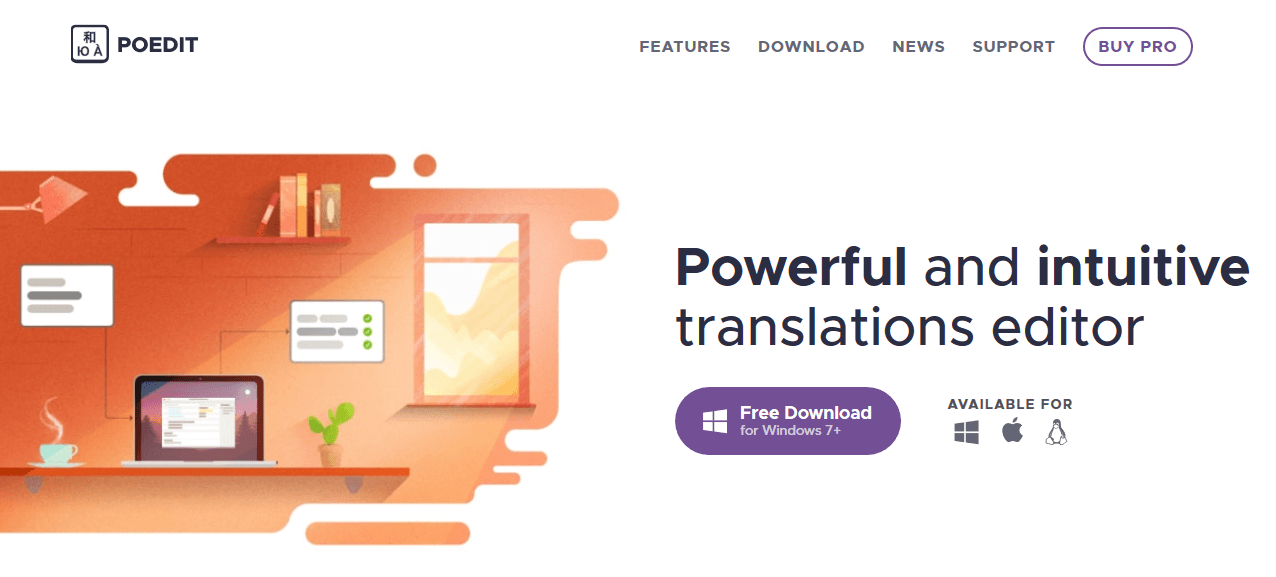 和
Ю À
POEDIT
FEATURES
DOWNLOAD
NEWS
SUPPORT
BUY PRO
Powerful and intuitive
translations editor
Free Download
for Windows 7+
AVAILABLE FOR